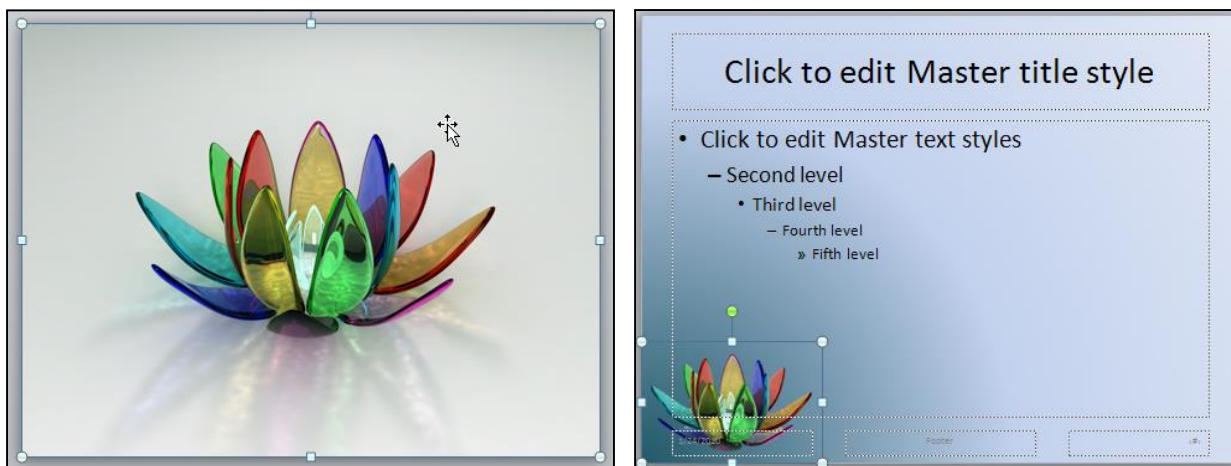 Click to edit Master title style
• Click to edit Master text styles
– Second level
• Third level
– Fourth level
» Fifth level
Footer
‹#›